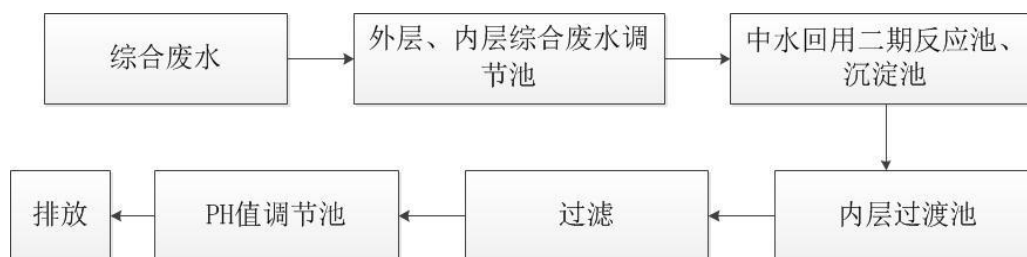 综合废水
外层、内层综合废水调
节池
中水回用二期反应池、
沉淀池
内层过渡池
过滤
PH值调节池
排放